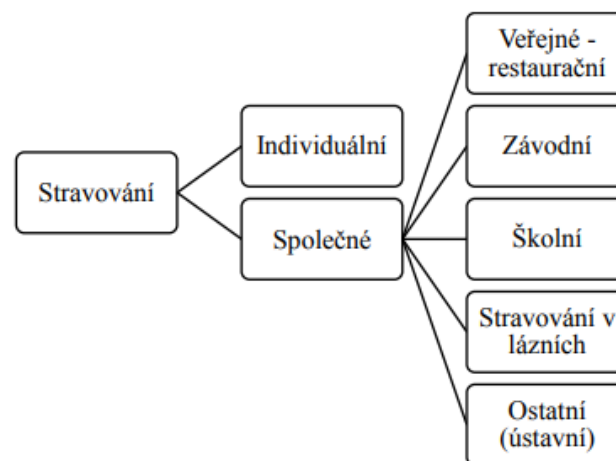 Stravování
Individuální
Společné
Veřejné -
restaurační
Závodní
Školní
Stravování v
lázních
Ostatní
(ústavní)